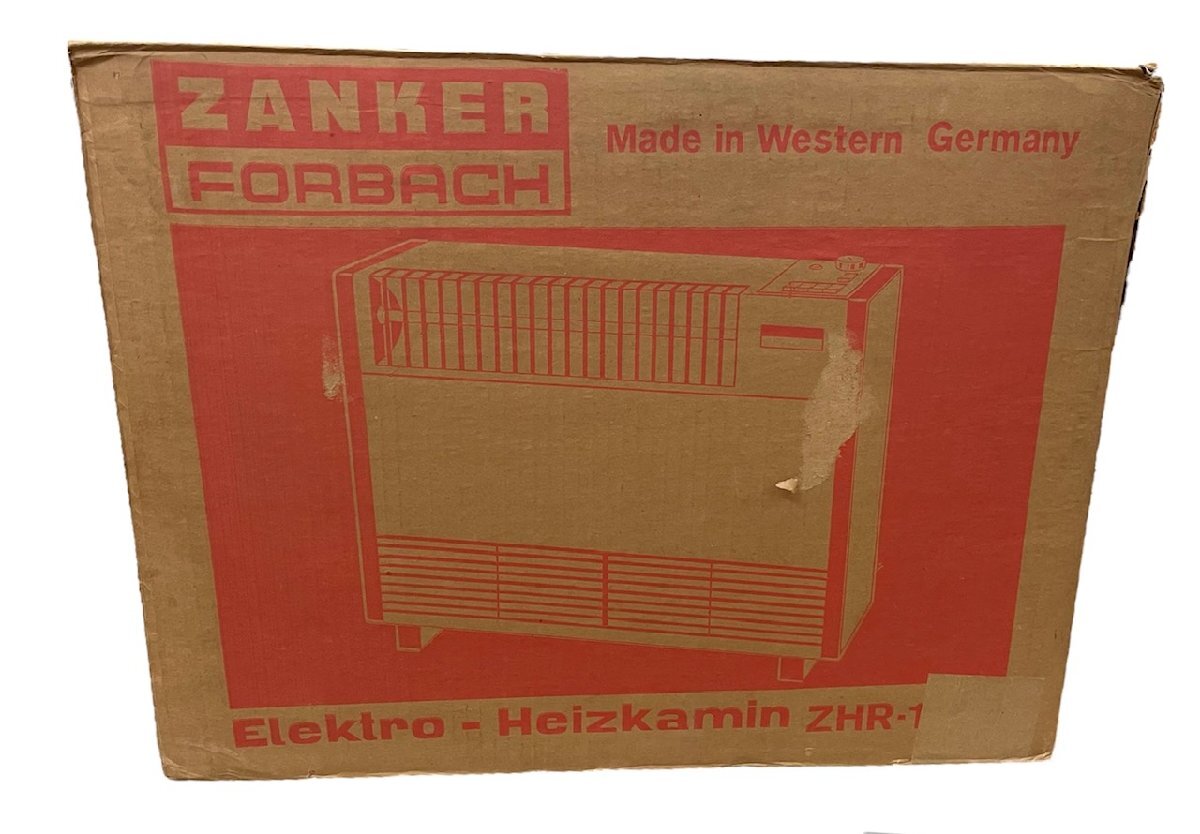 ZANKER
FORBACH
Made in Western Germany
Elektro - Heizkamin ZHR-1